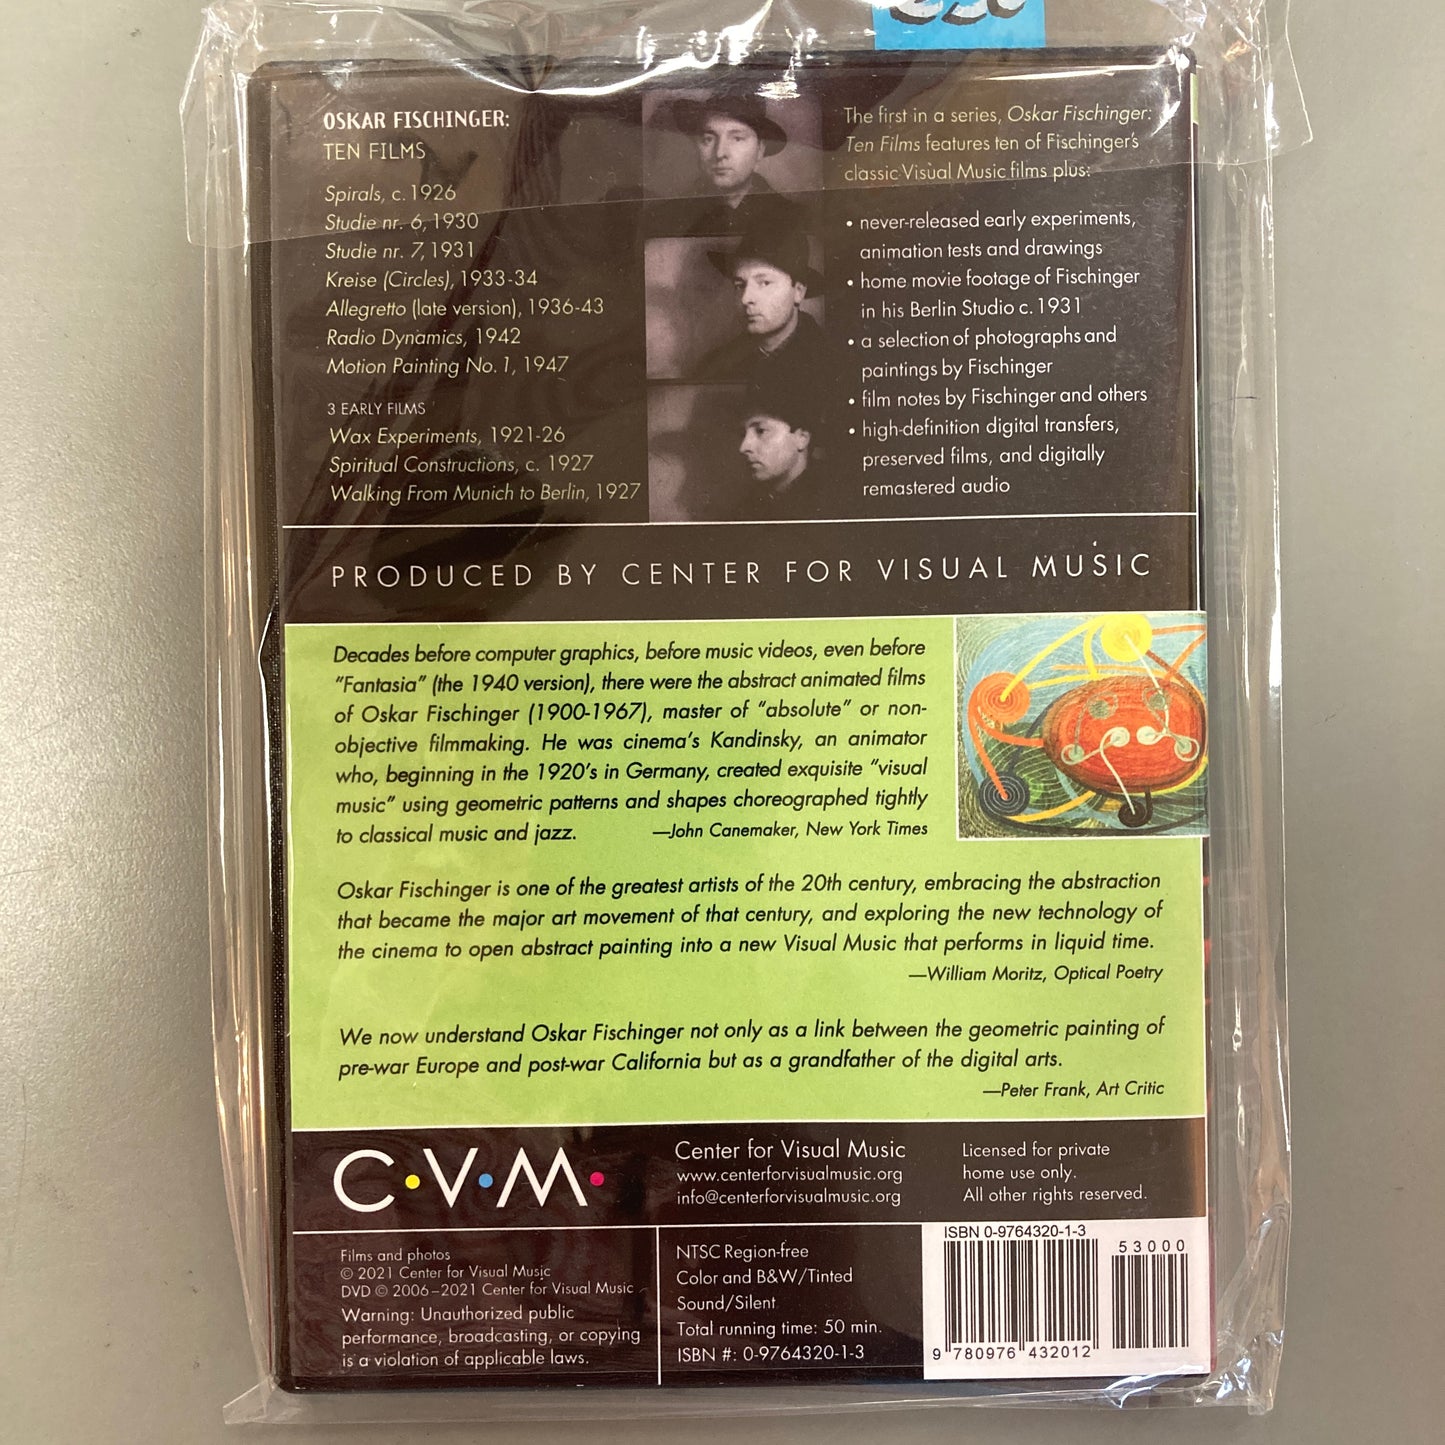 OSKAR FISCHINGER:
TEN FILMS
Spirals, c. 1926
Studie nr. 6, 1930
Studie nr. 7, 1931
Kreise (Circles), 1933-34
Allegretto (late version), 1936-43
Radio Dynamics, 1942
Motion Painting No. 1, 1947
3 EARLY FILMS
Wax Experiments, 1921-26
Spiritual Constructions, c. 1927
Walking From Munich to Berlin, 1927
The first in a series, Oskar Fischinger:
Ten Films features ten of Fischinger's
classic Visual Music films plus:
• never-released early experiments,
animation tests and drawings
• home movie footage of Fischinger
in his Berlin Studio c. 1931
• a selection of photographs and
paintings by Fischinger
• film notes by Fischinger and others
• high-definition digital transfers,
preserved films, and digitally
remastered audio
PRODUCED BY CENTER FOR VISUAL MUSIC
Decades before computer graphics, before music videos, even before
"Fantasia" (the 1940 version), there were the abstract animated films
of Oskar Fischinger (1900-1967), master of "absolute" or non-
objective filmmaking. He was cinema's Kandinsky, an animator
who, beginning in the 1920's in Germany, created exquisite "visual
music" using geometric patterns and shapes choreographed tightly
to classical music and jazz. —John Canemaker, New York Times
Oskar Fischinger is one of the greatest artists of the 20th century, embracing the abstraction
that became the major art movement of that century, and exploring the new technology of
the cinema to open abstract painting into a new Visual Music that performs in liquid time.
—William Moritz, Optical Poetry
We now understand Oskar Fischinger not only as a link between the geometric painting of
pre-war Europe and post-war California but as a grandfather of the digital arts.
—Peter Frank, Art Critic
C•V•M•
Center for Visual Music
www.centerforvisualmusic.org
info@centerforvisualmusic.org
Licensed for private
home use only.
All other rights reserved.
Films and photos
© 2021 Center for Visual Music
DVD © 2006–2021 Center for Visual Music
Warning: Unauthorized public
performance, broadcasting, or copying
is a violation of applicable laws.
NTSC Region-free
Color and B&W/Tinted
Sound/Silent
Total running time: 50 min.
ISBN #: 0-9764320-1-3
ISBN 0-9764320-1-3
53000
9 780976 432012